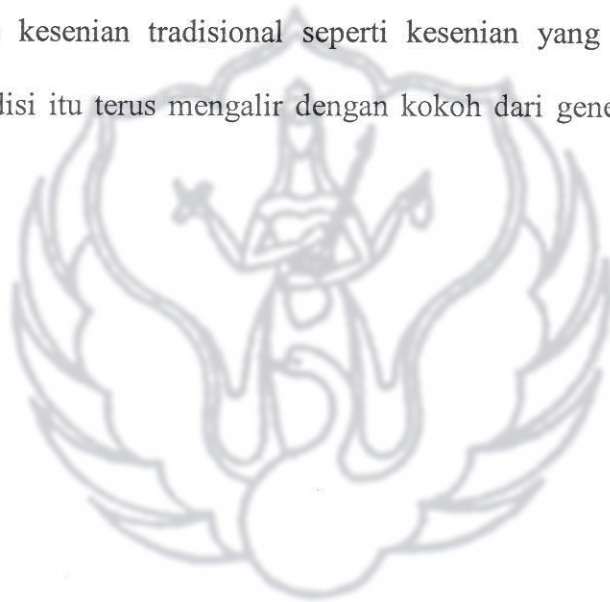 kesenian tradisional seperti kesenian yang
disi itu terus mengalir dengan kokoh dari gene